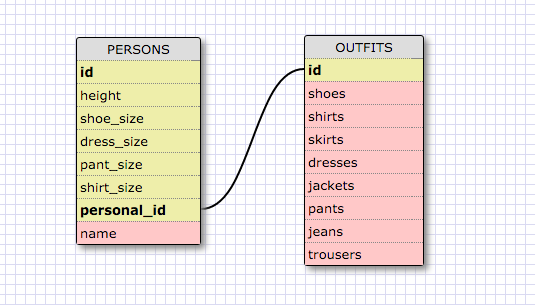 PERSONS
id
height
shoe_size
dress_size
pant_size
shirt_size
personal_id
name
OUTFITS
id
shoes
shirts
skirts
dresses
jackets
pants
jeans
trousers